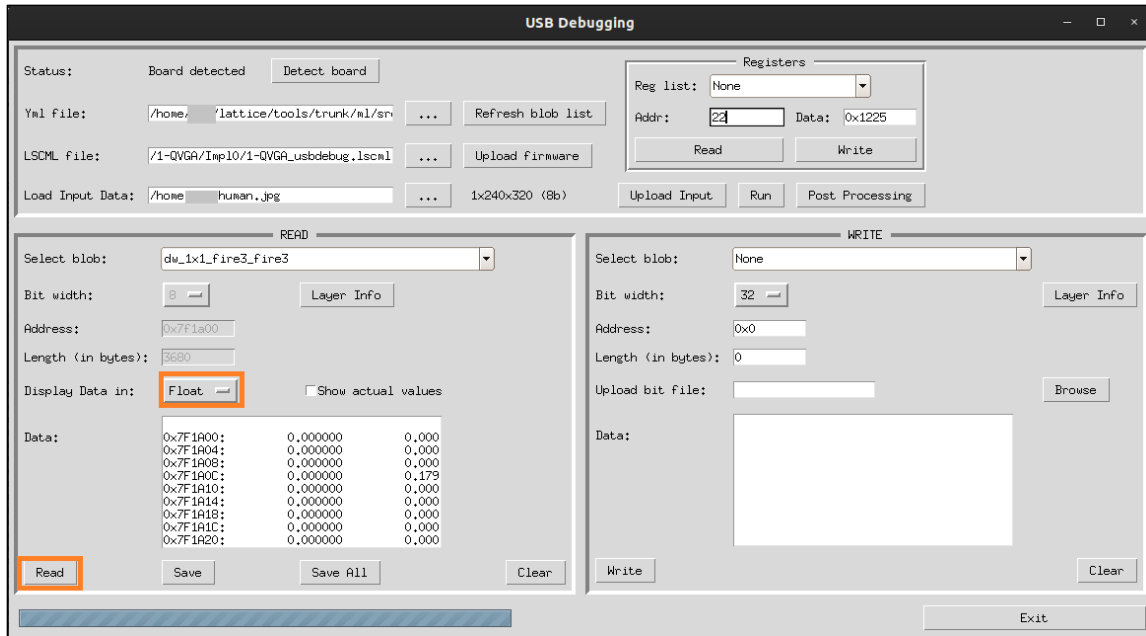 USB Debugging
Status: Board detected Detect board
Registers
Reg list: None
Yml file: /home/ /lattice/tools/trunk/ml/sr ... Refresh blob list
Addr: 22 Data: 0x1225
Read Write
LSCML file: /1-QVGA/Impl0/1-QVGA_usbdebug.lscml ... Upload firmware
Load Input Data: /home human.jpg ... 1x240x320 (8b) Upload Input Run Post Processing
READ
Select blob: dw_1x1_fire3_fire3
Bit width: 8 Layer Info
Address: 0x7f1a00
Length (in bytes): 3680
Display Data in: Float Show actual values
Data:
0x7F1A00: 0.000000 0.000
0x7F1A04: 0.000000 0.000
0x7F1A08: 0.000000 0.000
0x7F1A0C: 0.000000 0.179
0x7F1A10: 0.000000 0.000
0x7F1A14: 0.000000 0.000
0x7F1A18: 0.000000 0.000
0x7F1A1C: 0.000000 0.000
0x7F1A20: 0.000000 0.000
Read Save Save All Clear
WRITE
Select blob: None
Bit width: 32 Layer Info
Address: 0x0
Length (in bytes): 0
Upload bit file: Browse
Data:
Write Clear
Exit